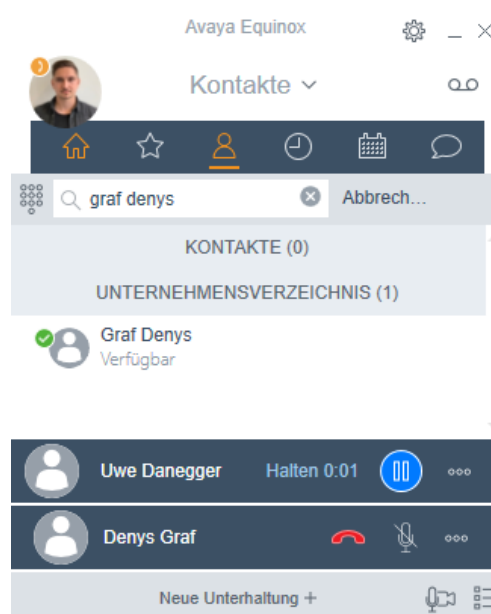 Avaya Equinox
Kontakte
graf denys
Abbrech...
KONTAKTE (0)
UNTERNEHMENSVERZEICHNIS (1)
Graf Denys
Verfügbar
Uwe Danegger Halten 0:01
Denys Graf
Neue Unterhaltung +